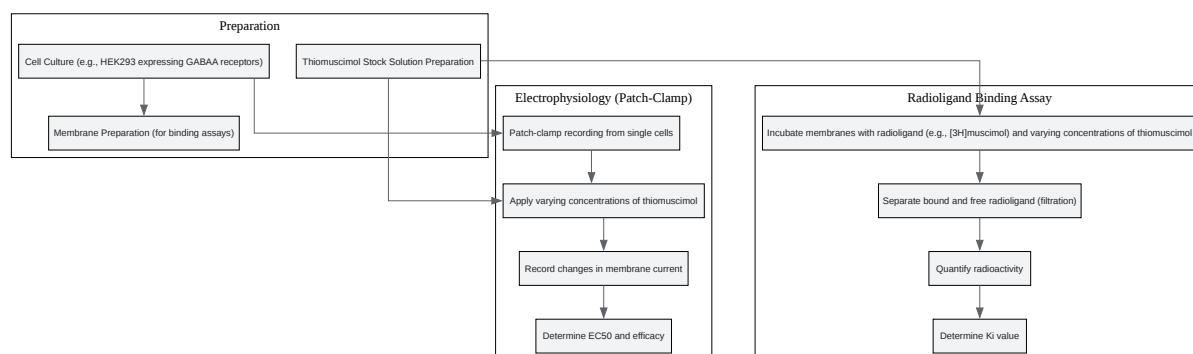 Preparation
Cell Culture (e.g., HEK293 expressing GABAA receptors)
Thiomuscimol Stock Solution Preparation
Membrane Preparation (for binding assays)
Electrophysiology (Patch-Clamp)
Patch-clamp recording from single cells
Apply varying concentrations of thiomuscimol
Record changes in membrane current
Determine EC50 and efficacy
Radioligand Binding Assay
Incubate membranes with radioligand (e.g., [3H]muscimol) and varying concentrations of thiomuscimol
Separate bound and free radioligand (filtration)
Quantify radioactivity
Determine Ki value